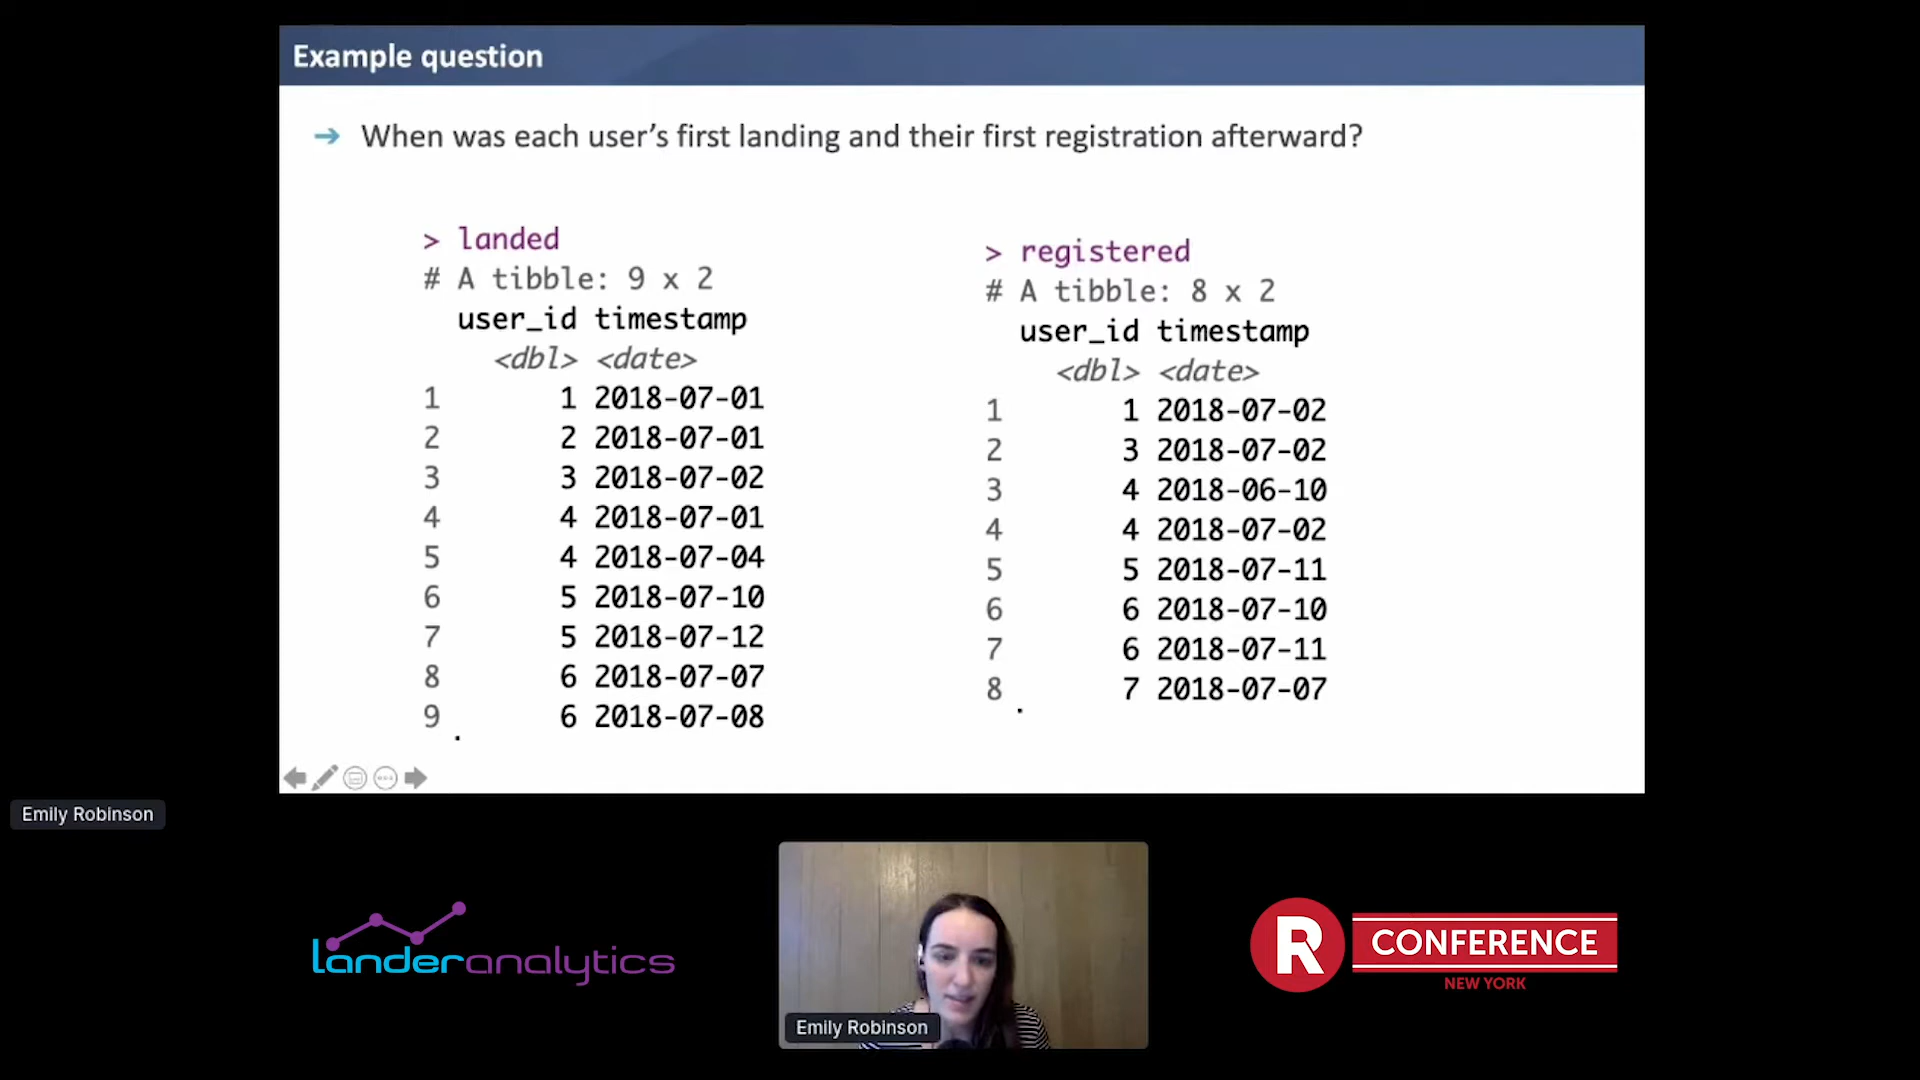 Example question
➔ When was each user's first landing and their first registration afterward?
> landed
# A tibble: 9 x 2
user_id timestamp
<dbl> <date>
1 1 2018-07-01
2 2 2018-07-01
3 3 2018-07-02
4 4 2018-07-01
5 4 2018-07-04
6 5 2018-07-10
7 5 2018-07-12
8 6 2018-07-07
9 6 2018-07-08
.
> registered
# A tibble: 8 x 2
user_id timestamp
<dbl> <date>
1 1 2018-07-02
2 3 2018-07-02
3 4 2018-06-10
4 4 2018-07-02
5 5 2018-07-11
6 6 2018-07-10
7 6 2018-07-11
8 7 2018-07-07
.
Emily Robinson
landeranalytics
Emily Robinson
R CONFERENCE
NEW YORK